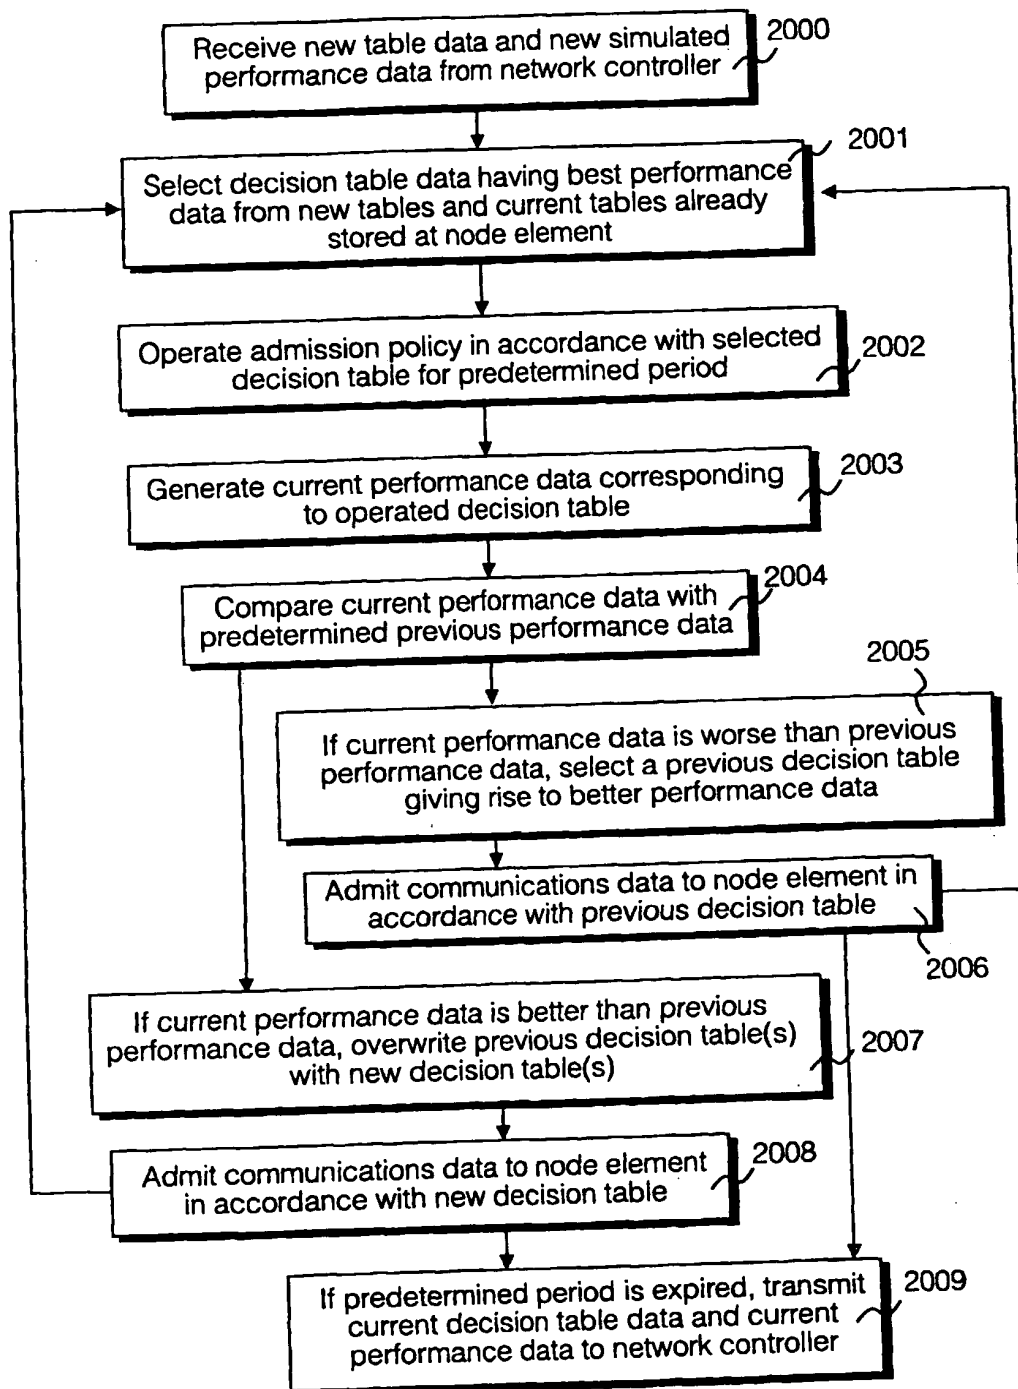 Receive new table data and new simulated
performance data from network controller
2000
2001
Select decision table data having best performance
data from new tables and current tables already
stored at node element
Operate admission policy in accordance with selected
decision table for predetermined period
2002
Generate current performance data corresponding
to operated decision table
2003
Compare current performance data with
predetermined previous performance data
2004
2005
If current performance data is worse than previous
performance data, select a previous decision table
giving rise to better performance data
Admit communications data to node element in
accordance with previous decision table
2006
If current performance data is better than previous
performance data, overwrite previous decision table(s)
with new decision table(s)
2007
Admit communications data to node element
in accordance with new decision table
2008
If predetermined period is expired, transmit
current decision table data and current
performance data to network controller
2009